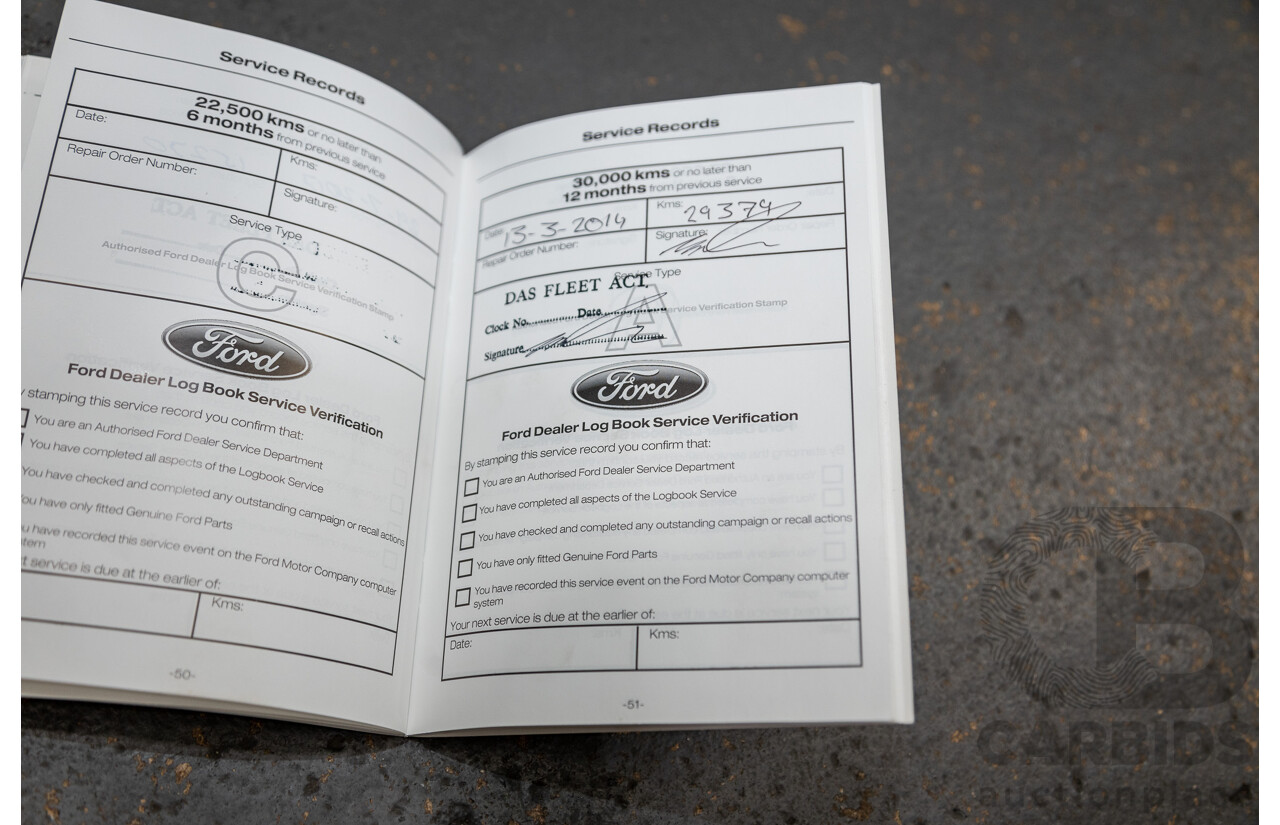 Service Records
22,500 kms or no later than
6 months from previous service
Date:
Kms:
Repair Order Number:
Signature:
Service Type
C
Authorised Ford Dealer Log Book Service Verification Stamp
Ford
Ford Dealer Log Book Service Verification
stamping this service record you confirm that:
You are an Authorised Ford Dealer Service Department
You have completed all aspects of the Logbook Service
You have checked and completed any outstanding campaign or recall actions
ou have only fitted Genuine Ford Parts
u have recorded this service event on the Ford Motor Company computer
tem
t service is due at the earlier of:
Kms:
-50-
Service Records
30,000 kms or no later than
12 months from previous service
Date: 13-3-2014
Kms: 29379
Repair Order Number:
Signature:
Service Type
A
DAS FLEET ACT.
Clock No. Date
Service Verification Stamp
Signature
Ford
Ford Dealer Log Book Service Verification
By stamping this service record you confirm that:
You are an Authorised Ford Dealer Service Department
You have completed all aspects of the Logbook Service
You have checked and completed any outstanding campaign or recall actions
You have only fitted Genuine Ford Parts
You have recorded this service event on the Ford Motor Company computer
system
Your next service is due at the earlier of:
Date:
Kms:
-51-
CARBIDS